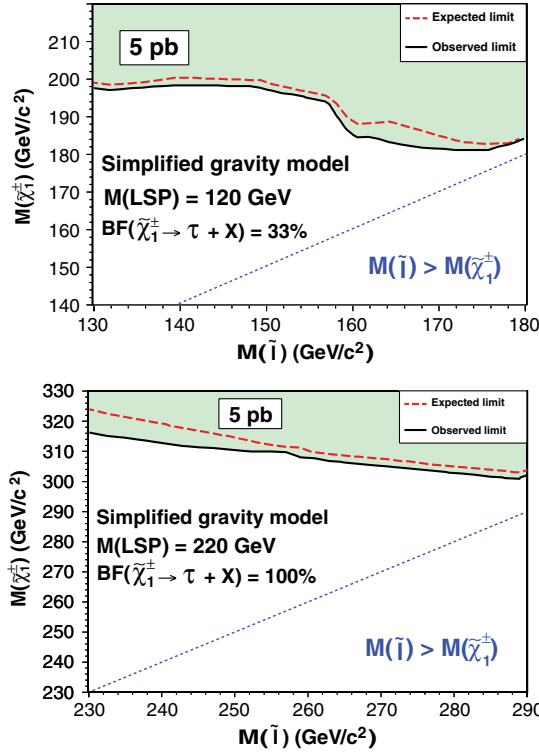 220
210
200
190
180
170
160
150
140
M(χ̃₁±) (GeV/c²)
5 pb
Expected limit
Observed limit
Simplified gravity model
M(LSP) = 120 GeV
BF(χ̃₁± → τ + X) = 33%
M(l̃) > M(χ̃₁±)
130 140 150 160 170 180
M(l̃) (GeV/c²)
330
320
310
300
290
280
270
260
250
240
230
M(χ̃₁±) (GeV/c²)
5 pb
Expected limit
Observed limit
Simplified gravity model
M(LSP) = 220 GeV
BF(χ̃₁± → τ + X) = 100%
M(l̃) > M(χ̃₁±)
230 240 250 260 270 280 290
M(l̃) (GeV/c²)